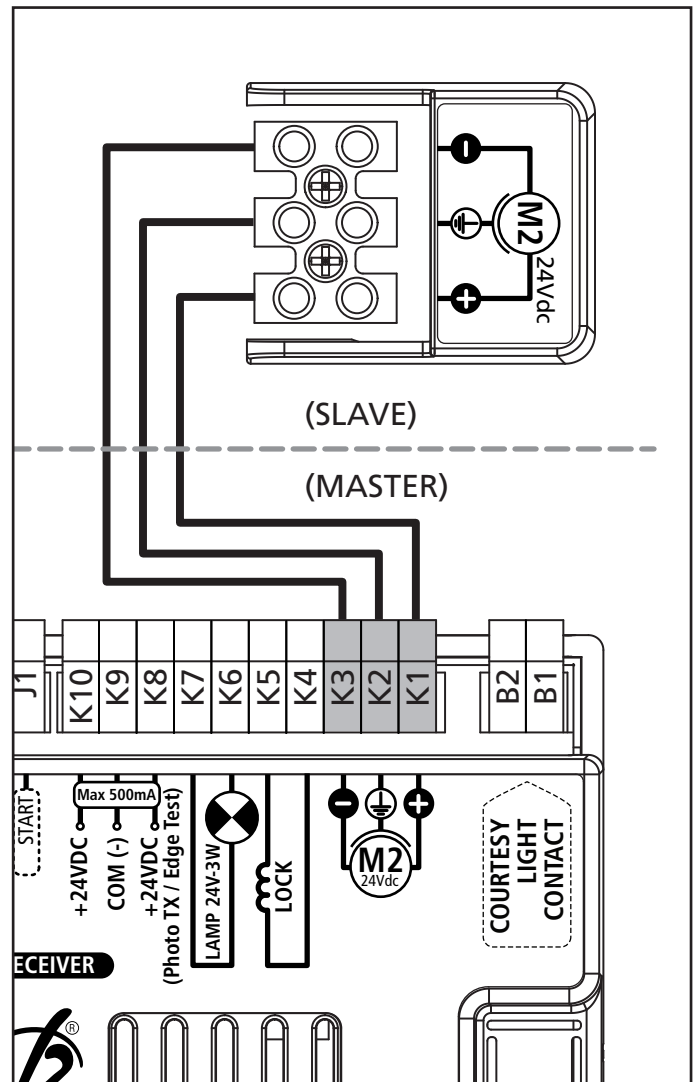 M2
24Vdc
(SLAVE)
(MASTER)
J1
K10
K9
K8
K7
K6
K5
K4
K3
K2
K1
B2
B1
START
Max 500mA
+24VDC
COM (-)
+24VDC
(Photo TX / Edge Test)
LAMP 24V-3W
LOCK
M2
24Vdc
COURTESY
LIGHT
CONTACT
ECEIVER
®